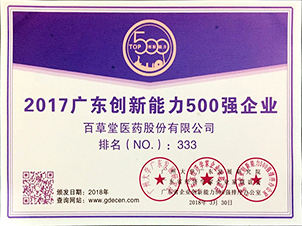 TOP 500
2017广东创新能力500强企业
百草堂医药股份有限公司
排名(NO.)：333
颁发日期：2018年
查询网站：www.gdecen.com
2018年3月30日